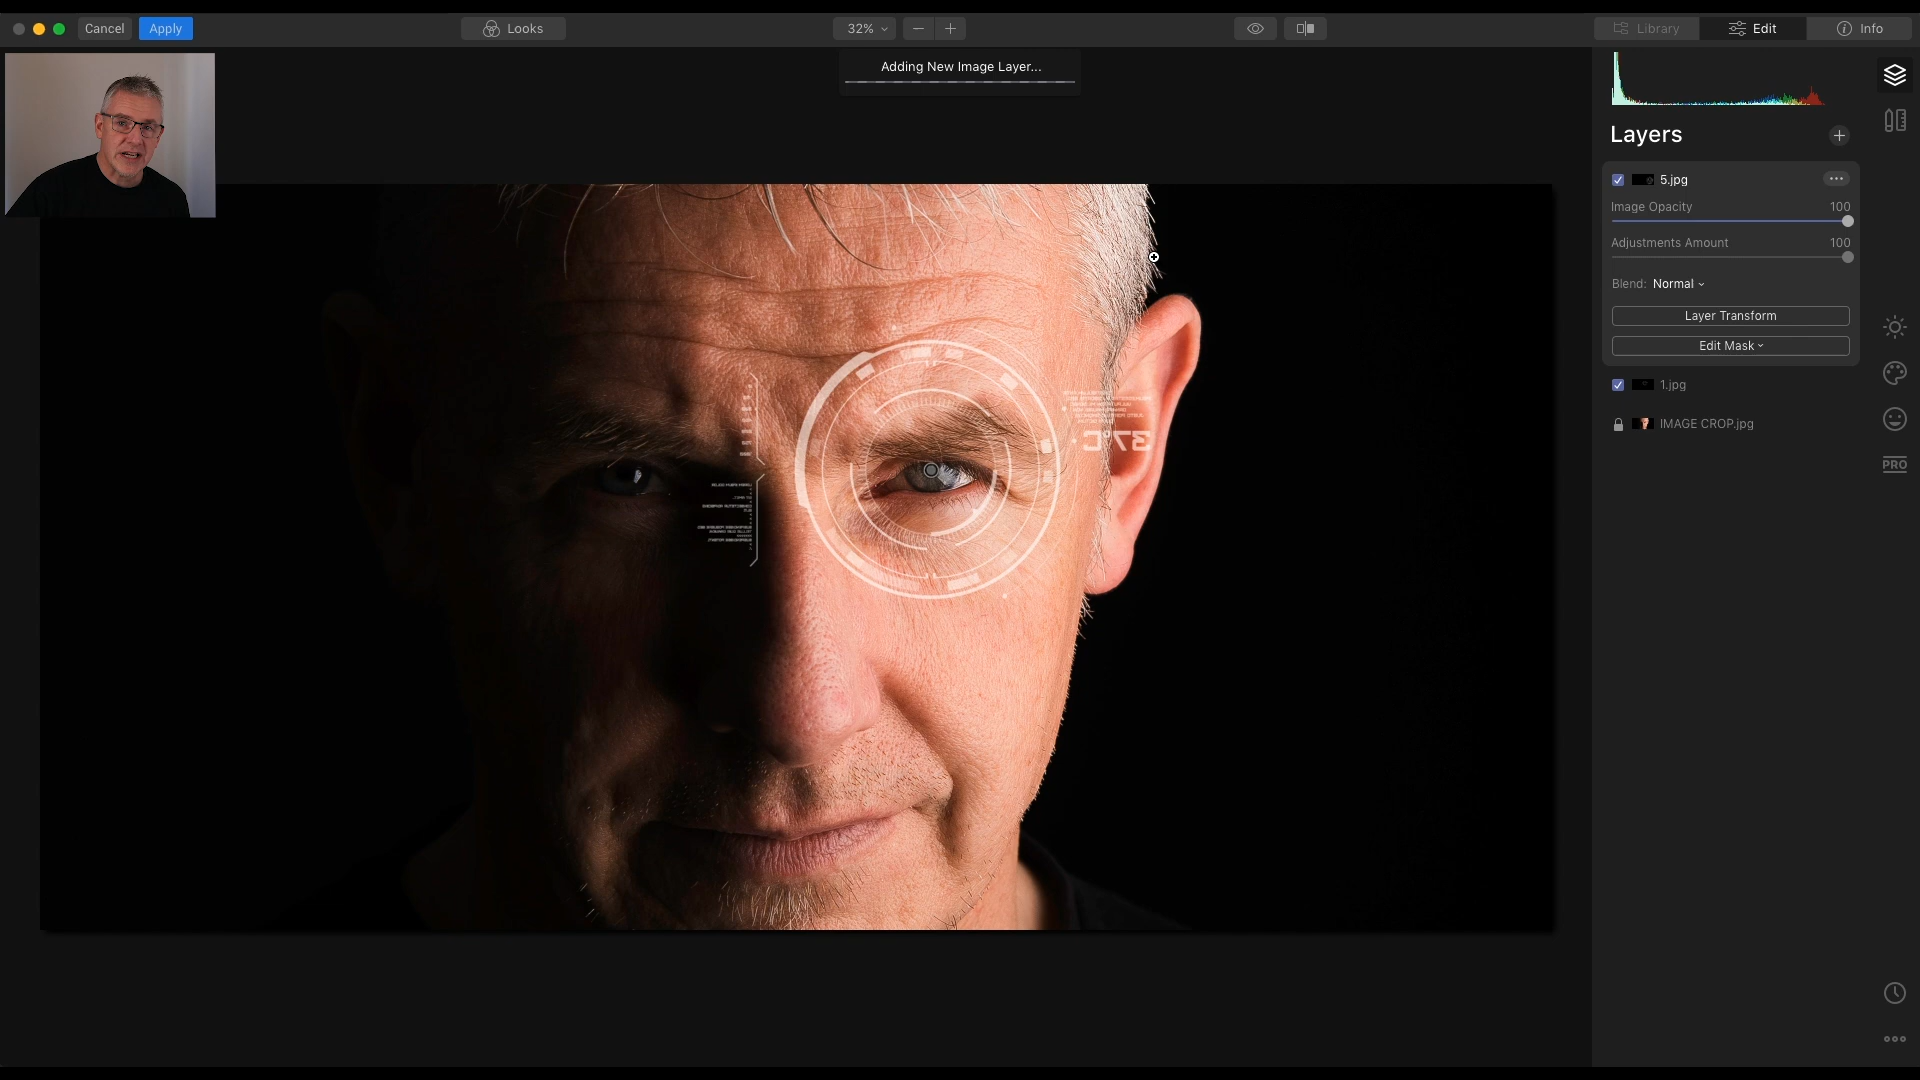 Cancel
Apply
Looks
32%
Library
Edit
Info
Adding New Image Layer...
Layers
5.jpg
Image Opacity 100
Adjustments Amount 100
Blend: Normal
Layer Transform
Edit Mask
1.jpg
IMAGE CROP.jpg
PRO
37°C